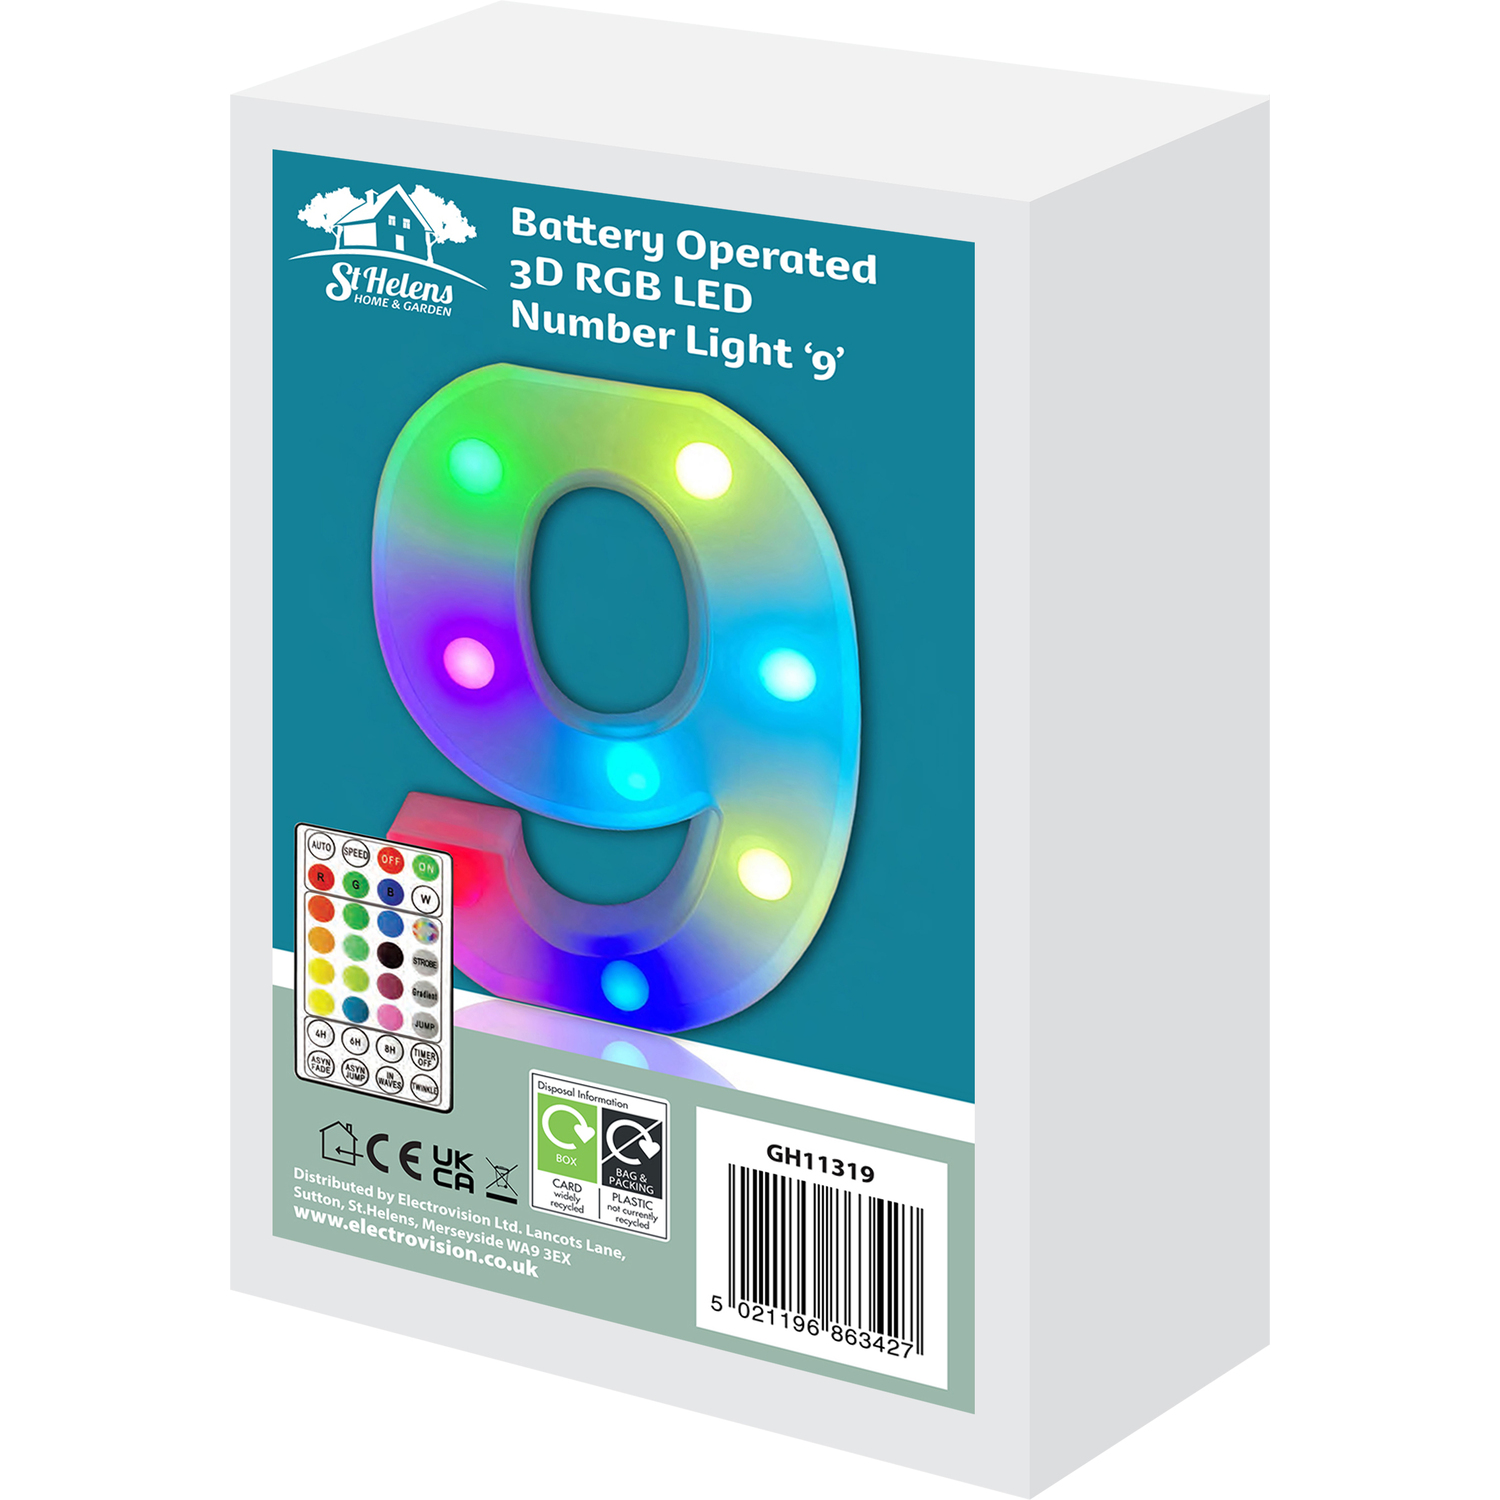 St Helens
HOME & GARDEN
Battery Operated
3D RGB LED
Number Light ‘9’
AUTO SPEED OFF ON
R G B W
STROBE
Gradient
JUMP
4H 6H 8H TIMER OFF
ASYN FADE ASYN JUMP IN WAVES TWINKLE
CE UK CA
Distributed by Electrovision Ltd. Lancots Lane,
Sutton, St.Helens, Merseyside WA9 3EX
www.electrovision.co.uk
Disposal Information
BOX
CARD
widely
recycled
BAG &
PACKING
PLASTIC
not currently
recycled
GH11319
5 021196 863427